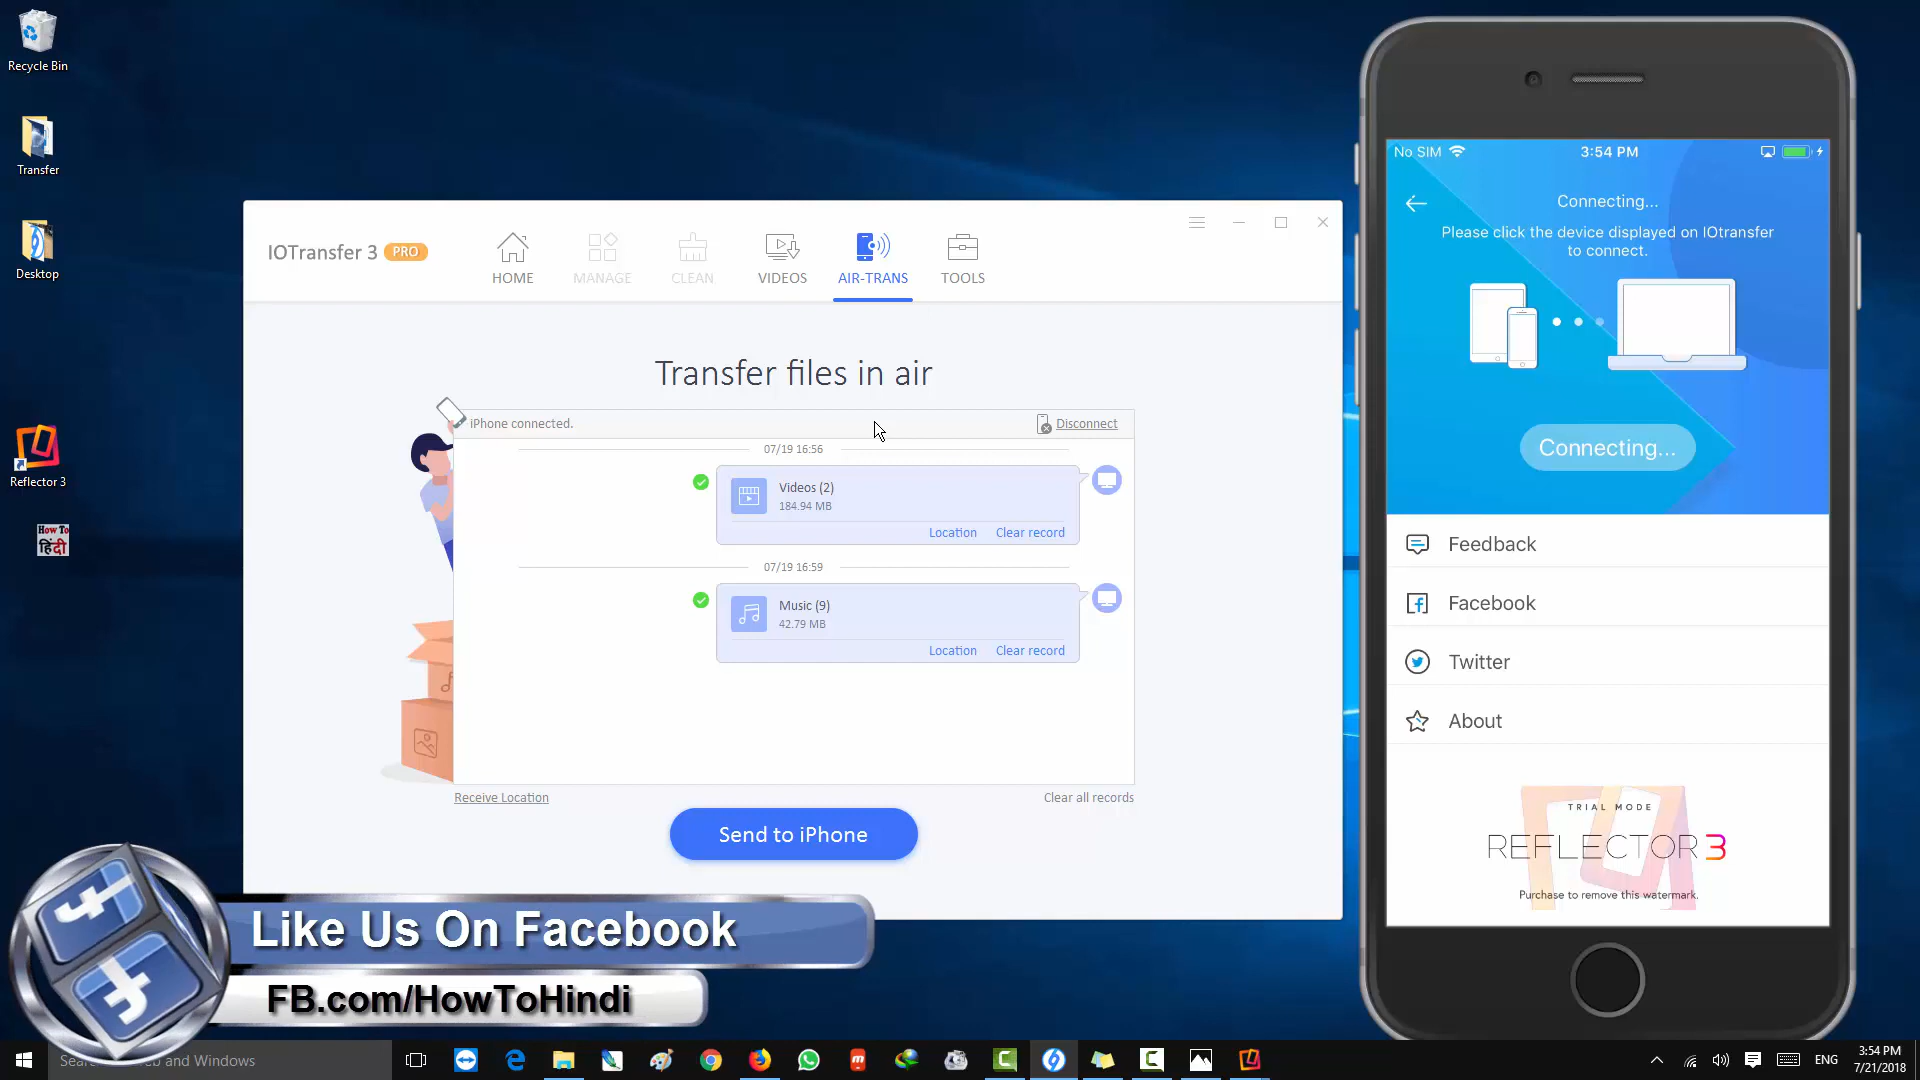 Recycle Bin
Transfer
Desktop
Reflector 3
How To
हिंदी
IOTransfer 3 PRO
HOME
MANAGE
CLEAN
VIDEOS
AIR-TRANS
TOOLS
Transfer files in air
iPhone connected.
Disconnect
07/19 16:56
Videos (2)
184.94 MB
Location Clear record
07/19 16:59
Music (9)
42.79 MB
Location Clear record
Receive Location
Clear all records
Send to iPhone
No SIM
3:54 PM
Connecting...
Please click the device displayed on IOtransfer
to connect.
Connecting...
Feedback
Facebook
Twitter
About
TRIAL MODE
REFLECTOR 3
Purchase to remove this watermark.
Like Us On Facebook
FB.com/HowToHindi
and Windows
ENG
3:54 PM
7/21/2018